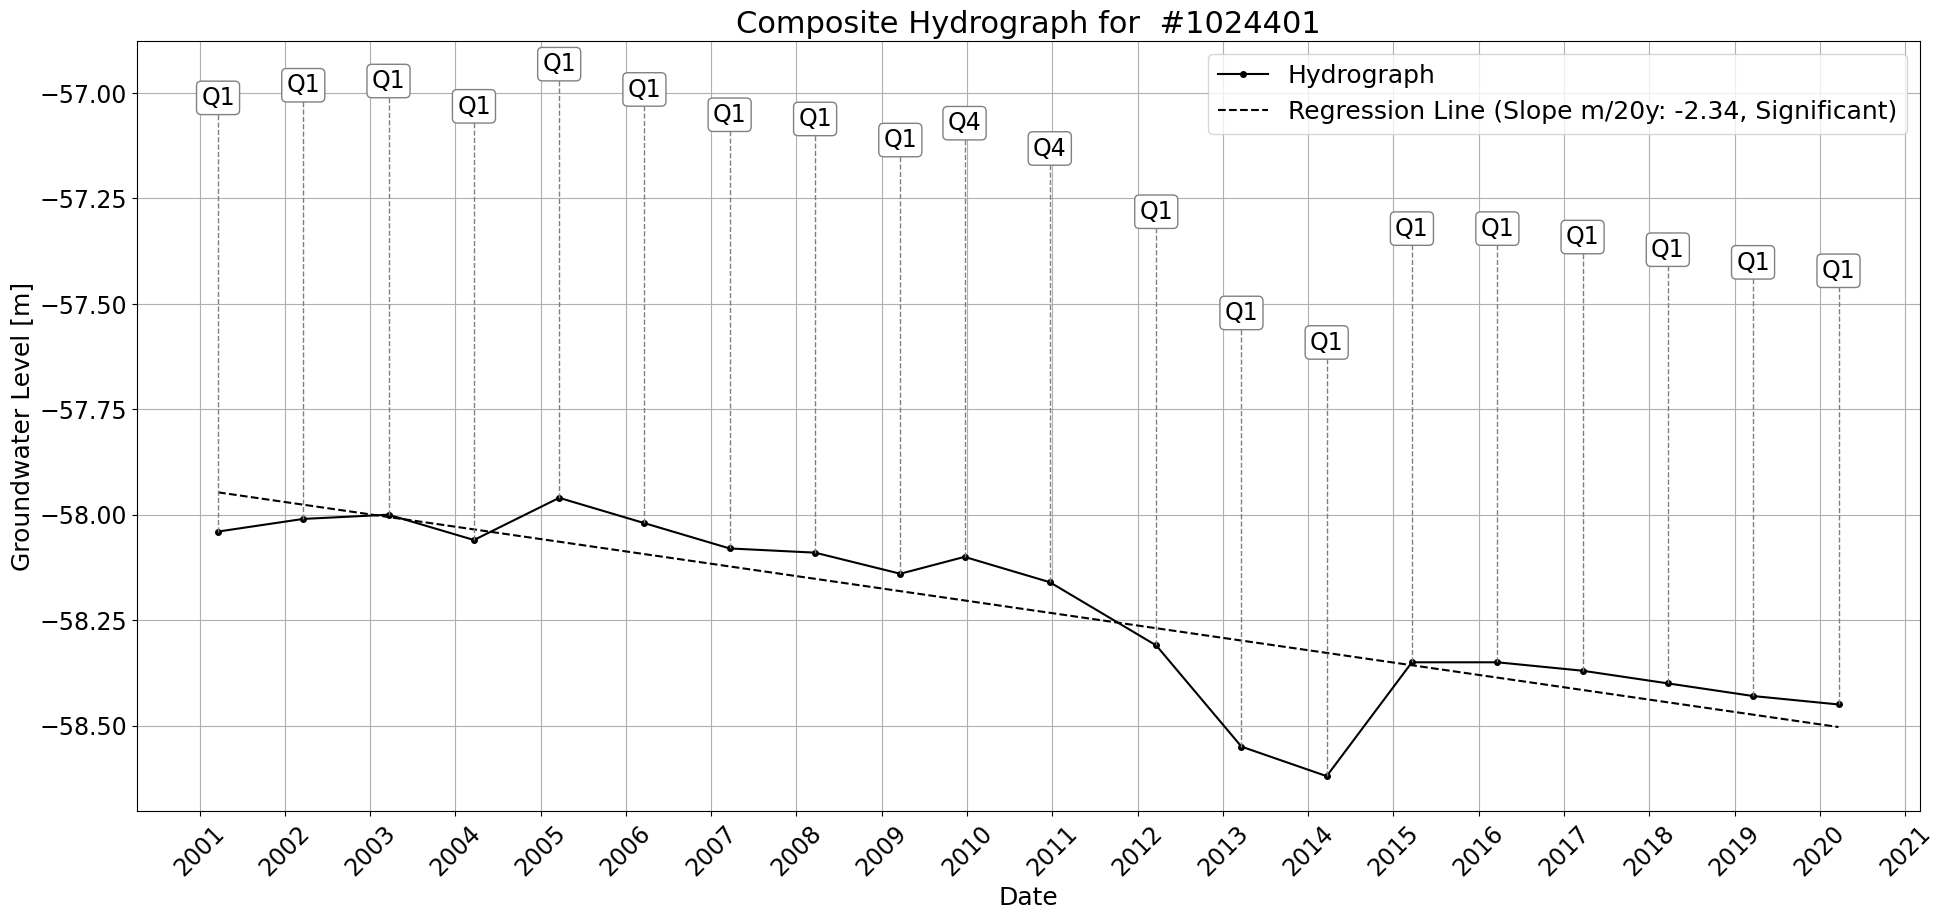 Composite Hydrograph for  #1024401
Hydrograph
Regression Line (Slope m/20y: -2.34, Significant)
Q1
Q1
Q1
Q1
Q1
Q1
Q1
Q1
Q1
Q4
Q4
Q1
Q1
Q1
Q1
Q1
Q1
Q1
Q1
Q1
−57.00
−57.25
−57.50
−57.75
−58.00
−58.25
−58.50
Groundwater Level [m]
2001
2002
2003
2004
2005
2006
2007
2008
2009
2010
2011
2012
2013
2014
2015
2016
2017
2018
2019
2020
2021
Date